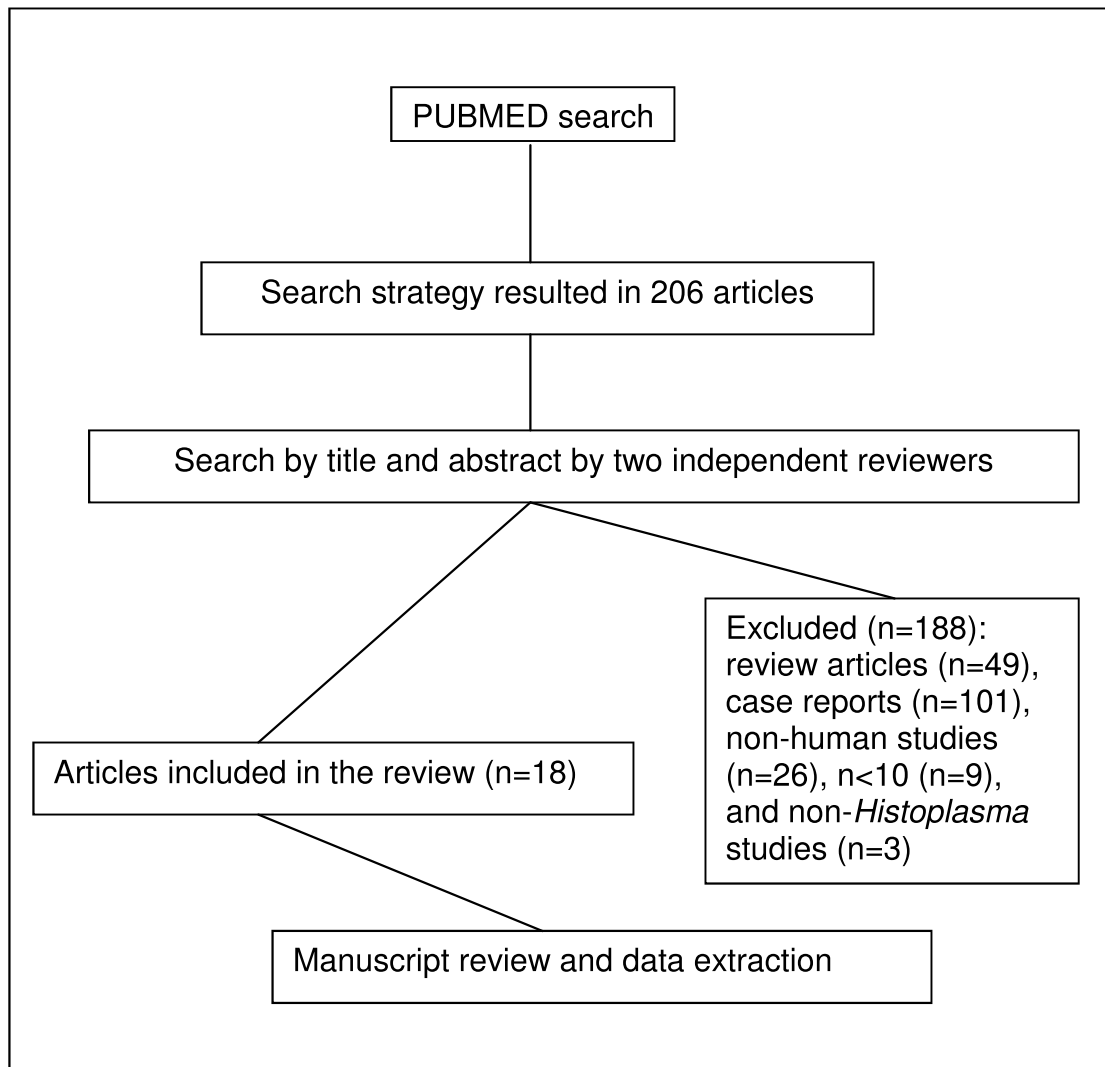 PUBMED search
Search strategy resulted in 206 articles
Search by title and abstract by two independent reviewers
Excluded (n=188):
review articles (n=49),
case reports (n=101),
non-human studies
(n=26), n<10 (n=9),
and non-Histoplasma
studies (n=3)
Articles included in the review (n=18)
Manuscript review and data extraction